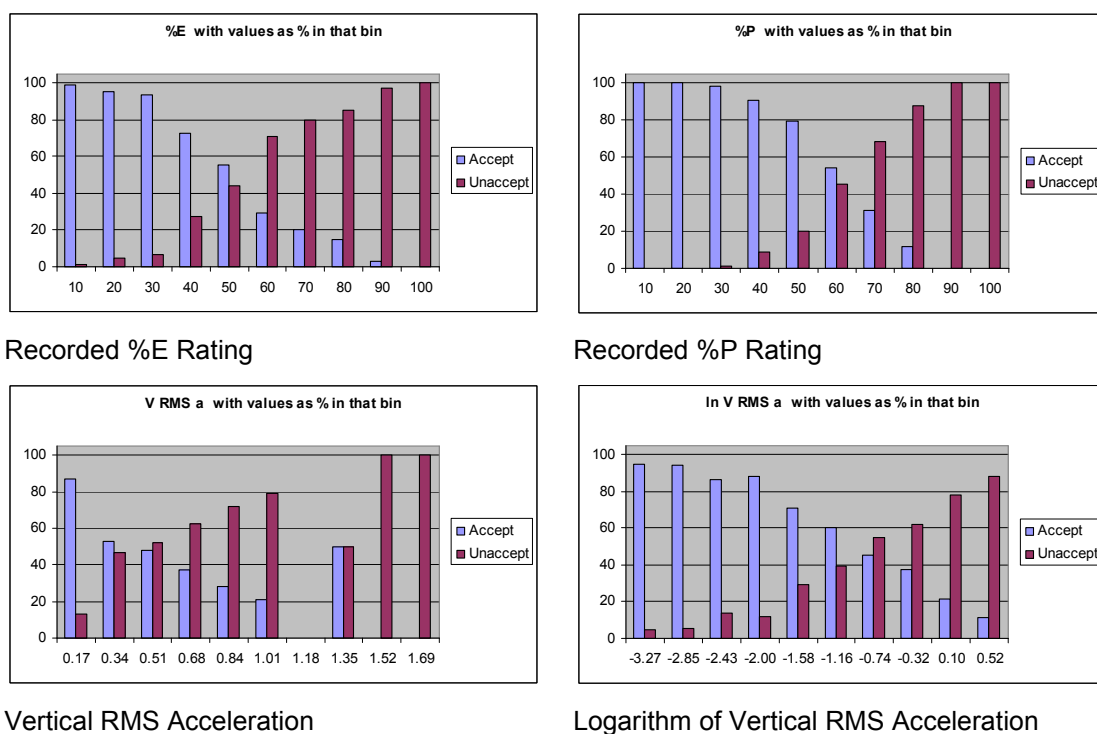 %E with values as % in that bin
100
80
60
40
20
0
10 20 30 40 50 60 70 80 90 100
Accept
Unaccept
Recorded %E Rating
%P with values as % in that bin
100
80
60
40
20
0
10 20 30 40 50 60 70 80 90 100
Accept
Unaccept
Recorded %P Rating
V RMS a with values as % in that bin
100
80
60
40
20
0
0.17 0.34 0.51 0.68 0.84 1.01 1.18 1.35 1.52 1.69
Accept
Unaccept
Vertical RMS Acceleration
ln V RMS a with values as % in that bin
100
80
60
40
20
0
-3.27 -2.85 -2.43 -2.00 -1.58 -1.16 -0.74 -0.32 0.10 0.52
Accept
Unaccept
Logarithm of Vertical RMS Acceleration